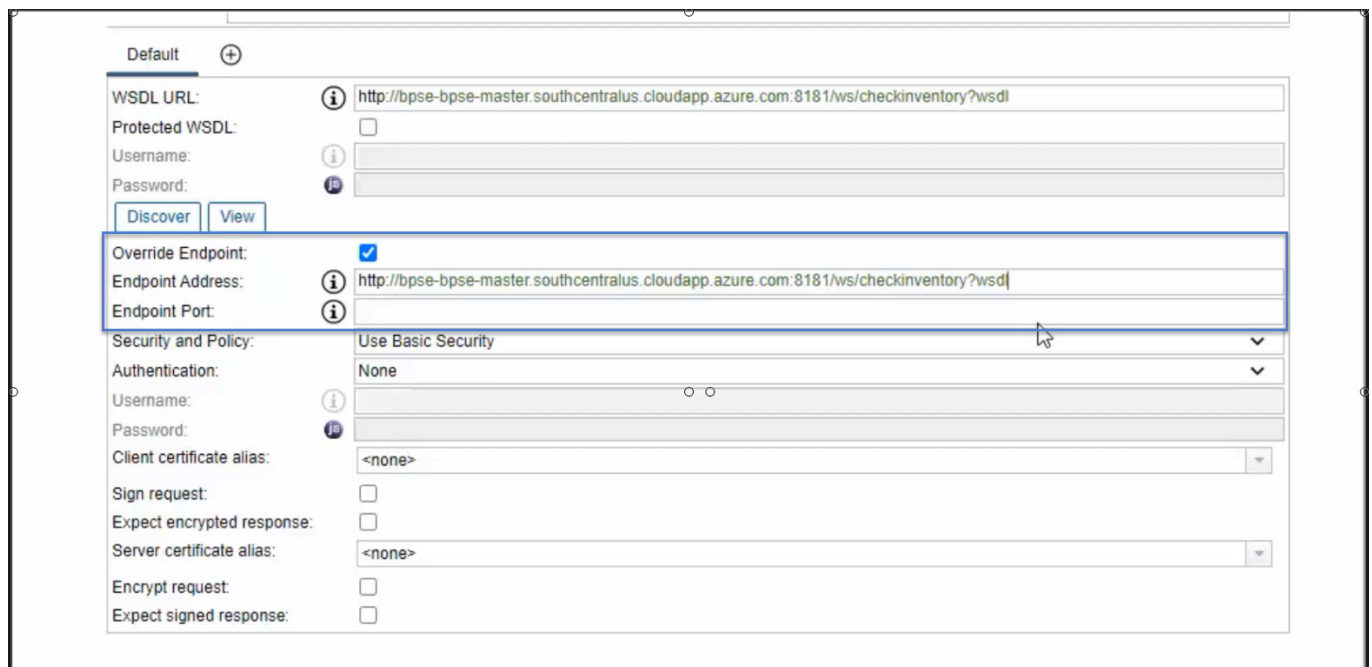 Default
WSDL URL: http://bpse-bpse-master.southcentralus.cloudapp.azure.com:8181/ws/checkinventory?wsdl
Protected WSDL:
Username:
Password: js
Discover View
Override Endpoint:
Endpoint Address: http://bpse-bpse-master.southcentralus.cloudapp.azure.com:8181/ws/checkinventory?wsdl
Endpoint Port:
Security and Policy: Use Basic Security
Authentication: None
Username:
Password: js
Client certificate alias: <none>
Sign request:
Expect encrypted response:
Server certificate alias: <none>
Encrypt request:
Expect signed response: